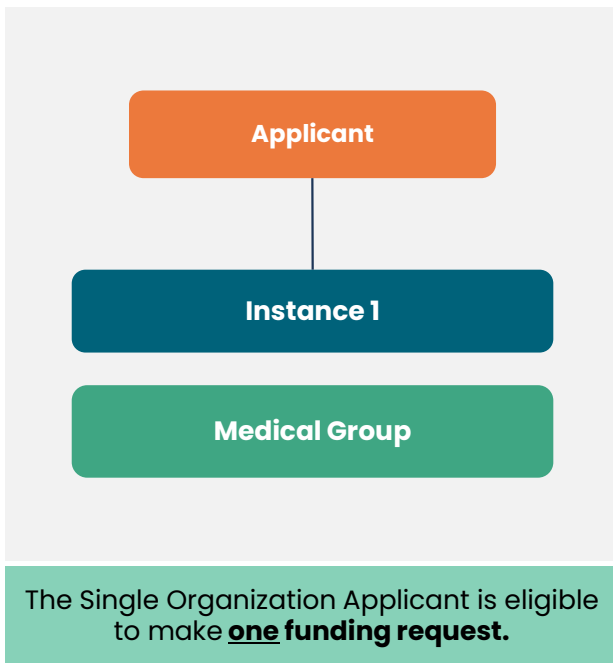 Applicant
Instance 1
Medical Group
The Single Organization Applicant is eligible
to make one funding request.